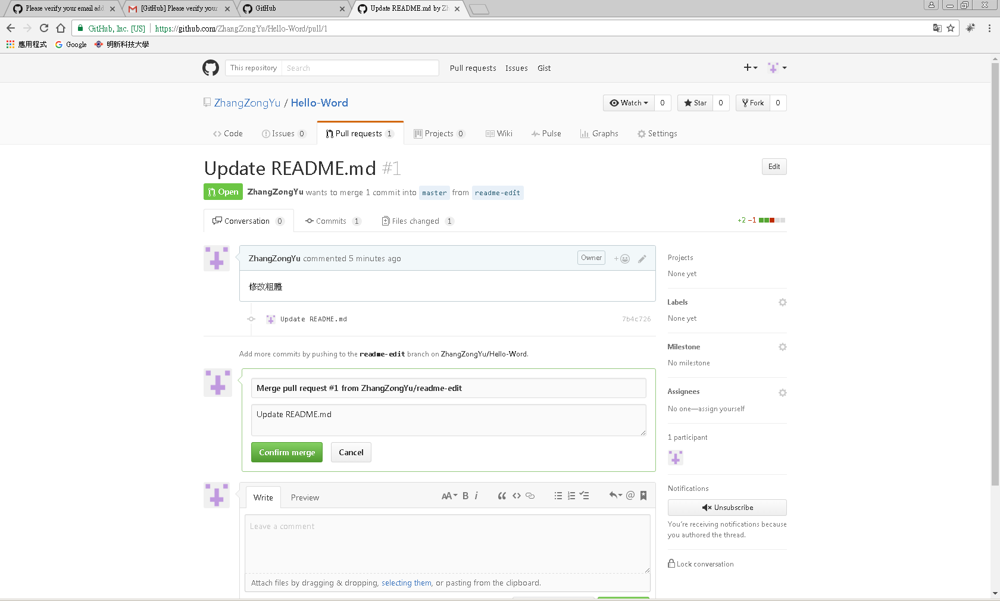 Please verify your email add
[GitHub] Please verify your
GitHub
Update README.md by Zh
GitHub, Inc. [US] https://github.com/ZhangZongYu/Hello-Word/pull/1
應用程式 Google 明新科技大學
This repository Search Pull requests Issues Gist
ZhangZongYu / Hello-Word Watch 0 Star 0 Fork 0
Code Issues 0 Pull requests 1 Projects 0 Wiki Pulse Graphs Settings
Update README.md #1 Edit
Open ZhangZongYu wants to merge 1 commit into master from readme-edit
Conversation 0 Commits 1 Files changed 1 +2 −1
ZhangZongYu commented 5 minutes ago Owner
修改粗體
Update README.md 7b4c726
Add more commits by pushing to the readme-edit branch on ZhangZongYu/Hello-Word.
Merge pull request #1 from ZhangZongYu/readme-edit
Update README.md
Confirm merge Cancel
Write Preview AA B i
Leave a comment
Attach files by dragging & dropping, selecting them, or pasting from the clipboard.
Projects
None yet
Labels
None yet
Milestone
No milestone
Assignees
No one—assign yourself
1 participant
Notifications
Unsubscribe
You're receiving notifications because
you authored the thread.
Lock conversation